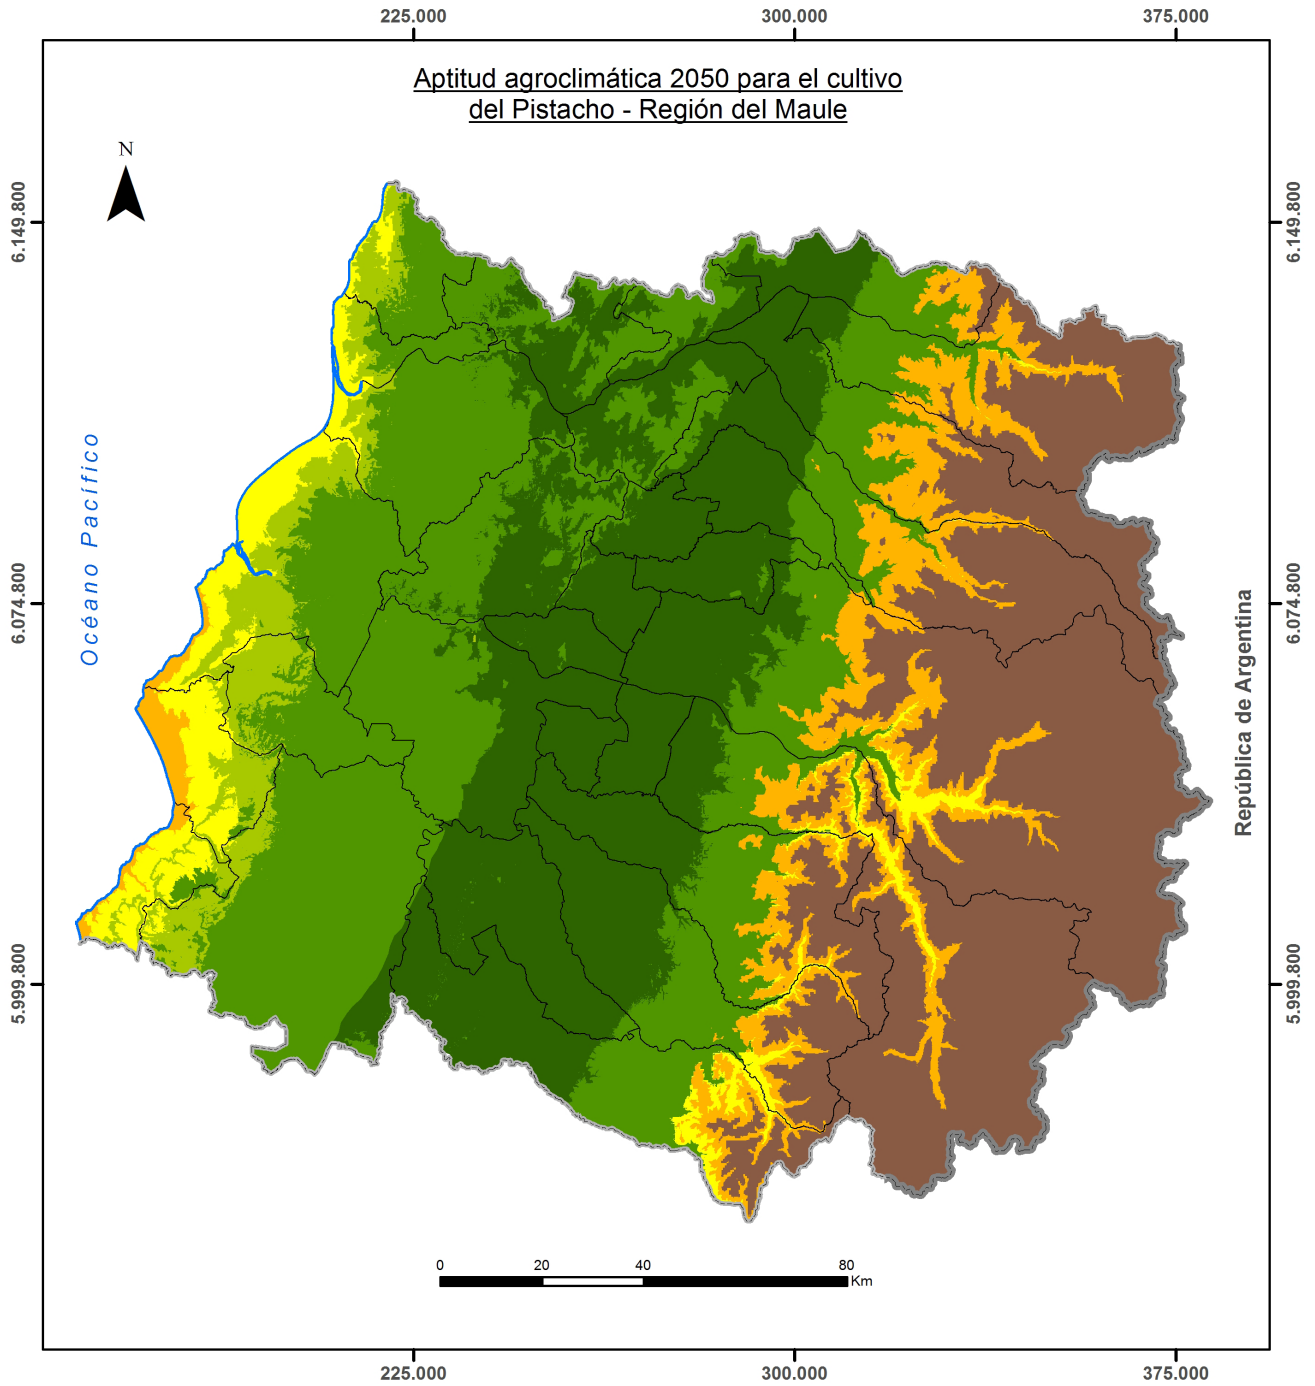 225.000 300.000 375.000
Aptitud agroclimática 2050 para el cultivo
del Pistacho - Región del Maule
N
6.149.800 6.149.800
Océano Pacífico
6.074.800 6.074.800
República de Argentina
5.999.800 5.999.800
0 20 40 80
Km
225.000 300.000 375.000